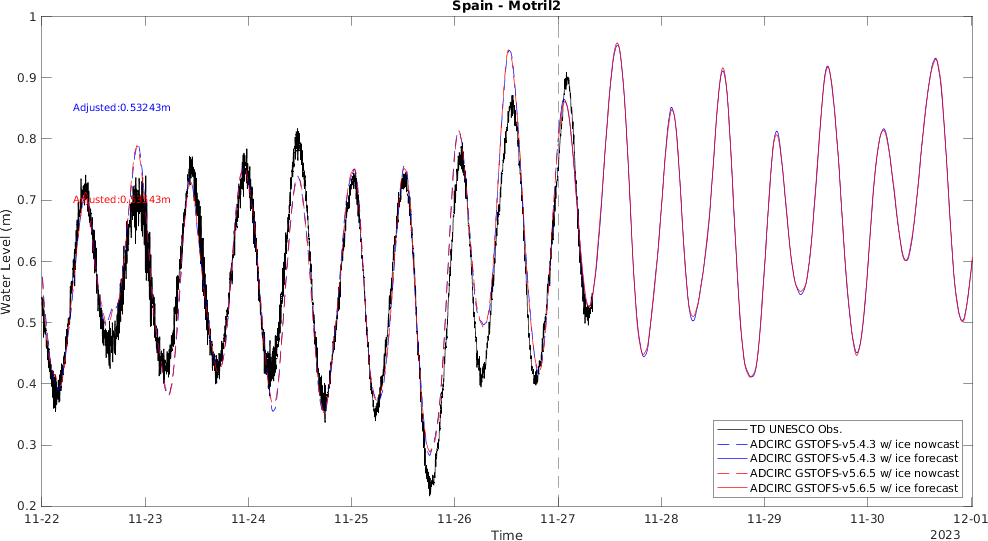 Spain - Motril2
1
0.9
0.8
0.7
0.6
0.5
0.4
0.3
0.2
Water Level (m)
Adjusted:0.53243m
TD UNESCO Obs.
ADCIRC GSTOFS-v5.4.3 w/ ice nowcast
ADCIRC GSTOFS-v5.4.3 w/ ice forecast
ADCIRC GSTOFS-v5.6.5 w/ ice nowcast
ADCIRC GSTOFS-v5.6.5 w/ ice forecast
11-22 11-23 11-24 11-25 11-26 11-27 11-28 11-29 11-30 12-01
Time
2023